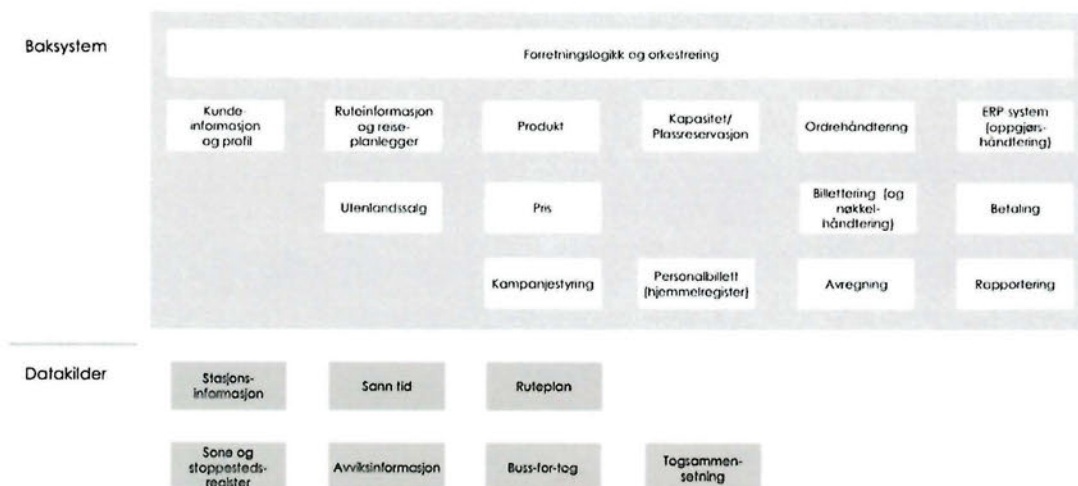 Baksystem
Forretningslogikk og orkestrering
Kunde-
informasjon
og profil
Ruteinformasjon
og reise-
planlegger
Produkt
Kapasitet/
Plassreservasjon
Ordrehåndtering
ERP system
(oppgjørs-
håndtering)
Utenlandssalg
Pris
Billettering (og
nøkkel-
håndtering)
Betaling
Kampanjestyring
Personalbillett
(hjemmelregister)
Avregning
Rapportering
Datakilder
Stasjons-
informasjon
Sann tid
Ruteplan
Sone og
stoppesteds-
register
Avviksinformasjon
Buss-for-tog
Togsammen-
setning